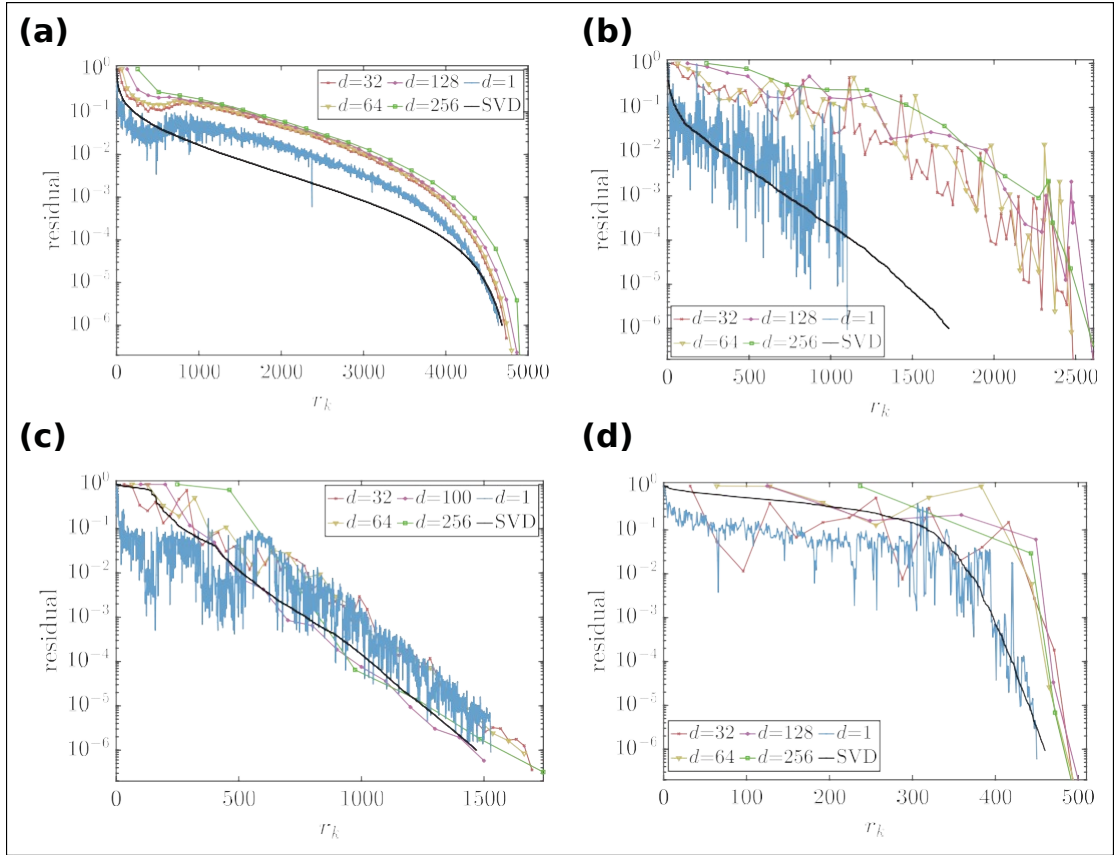 (a)
10^0
10^-1
10^-2
10^-3
10^-4
10^-5
10^-6
residual
d=32 d=128 d=1
d=64 d=256 SVD
0 1000 2000 3000 4000 5000
r_k
(b)
10^0
10^-1
10^-2
10^-3
10^-4
10^-5
10^-6
residual
d=32 d=128 d=1
d=64 d=256 SVD
0 500 1000 1500 2000 2500
r_k
(c)
10^0
10^-1
10^-2
10^-3
10^-4
10^-5
10^-6
residual
d=32 d=100 d=1
d=64 d=256 SVD
0 500 1000 1500
r_k
(d)
10^0
10^-1
10^-2
10^-3
10^-4
10^-5
10^-6
residual
d=32 d=128 d=1
d=64 d=256 SVD
0 100 200 300 400 500
r_k